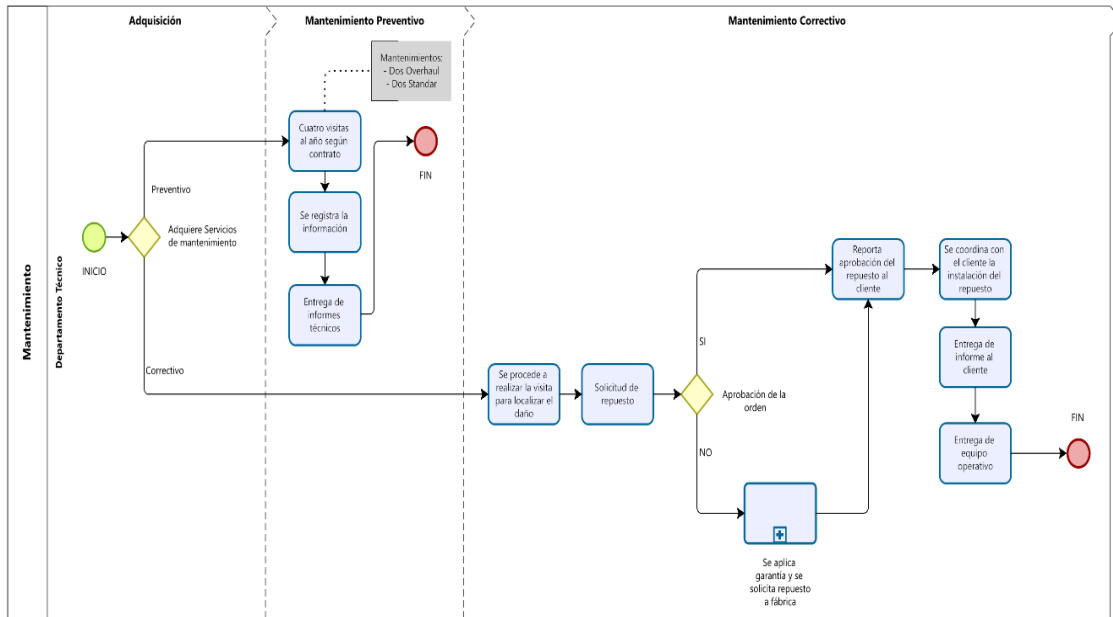 Adquisición
Mantenimiento Preventivo
Mantenimiento Correctivo
Mantenimiento
Departamento Técnico
Mantenimientos:
- Dos Overhaul
- Dos Standar
Cuatro visitas
al año según
contrato
FIN
Preventivo
Se registra la
información
Adquiere Servicios
de mantenimiento
INICIO
Entrega de
informes
técnicos
Correctivo
Se procede a
realizar la visita
para localizar el
daño
Solicitud de
repuesto
Aprobación de la
orden
SI
NO
Reporta
aprobación del
repuesto al
cliente
Se coordina con
el cliente la
instalación del
repuesto
Entrega de
informe al
cliente
Entrega de
equipo
operativo
FIN
Se aplica
garantía y se
solicita repuesto
a fábrica